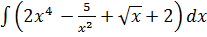 ∫ (2x⁴ − 5/x² + √x + 2) dx